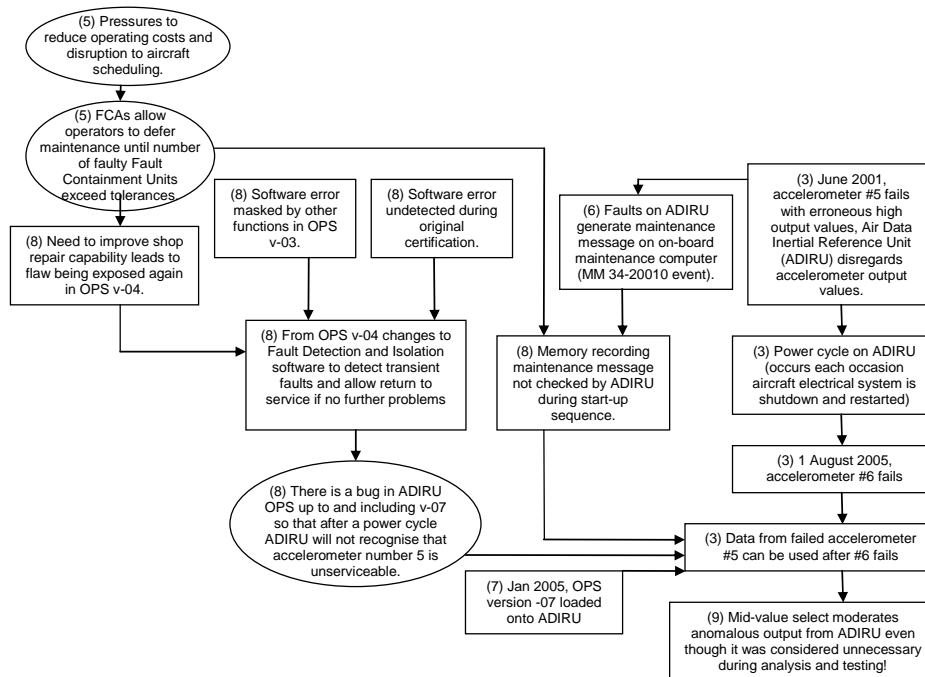 (5) Pressures to
reduce operating costs and
disruption to aircraft
scheduling.
(5) FCAs allow
operators to defer
maintenance until number
of faulty Fault
Containment Units
exceed tolerances.
(8) Need to improve shop
repair capability leads to
flaw being exposed again
in OPS v-04.
(8) Software error
masked by other
functions in OPS
v-03.
(8) Software error
undetected during
original
certification.
(6) Faults on ADIRU
generate maintenance
message on on-board
maintenance computer
(MM 34-20010 event).
(3) June 2001,
accelerometer #5 fails
with erroneous high
output values, Air Data
Inertial Reference Unit
(ADIRU) disregards
accelerometer output
values.
(8) From OPS v-04 changes to
Fault Detection and Isolation
software to detect transient
faults and allow return to
service if no further problems
(8) Memory recording
maintenance message
not checked by ADIRU
during start-up
sequence.
(3) Power cycle on ADIRU
(occurs each occasion
aircraft electrical system is
shutdown and restarted)
(3) 1 August 2005,
accelerometer #6 fails
(8) There is a bug in ADIRU
OPS up to and including v-07
so that after a power cycle
ADIRU will not recognise that
accelerometer number 5 is
unserviceable.
(3) Data from failed accelerometer
#5 can be used after #6 fails
(7) Jan 2005, OPS
version -07 loaded
onto ADIRU
(9) Mid-value select moderates
anomalous output from ADIRU even
though it was considered unnecessary
during analysis and testing!